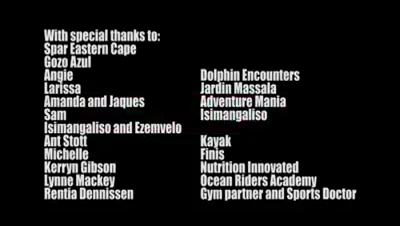 With special thanks to:
Spar Eastern Cape
Gozo Azul
Angie Dolphin Encounters
Larissa Jardin Massala
Amanda and Jaques Adventure Mania
Sam Isimangaliso
Isimangaliso and Ezemvelo
Ant Stott Kayak
Michelle Finis
Kerryn Gibson Nutrition Innovated
Lynne Mackey Ocean Riders Academy
Rentia Dennissen Gym partner and Sports Doctor